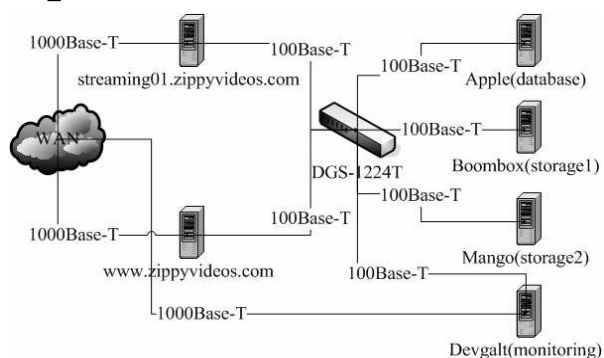 1000Base-T
100Base-T
streaming01.zippyvideos.com
100Base-T
Apple(database)
WAN
100Base-T
DGS-1224T
Boombox(storage1)
1000Base-T
100Base-T
100Base-T
www.zippyvideos.com
Mango(storage2)
100Base-T
1000Base-T
Devgalt(monitoring)